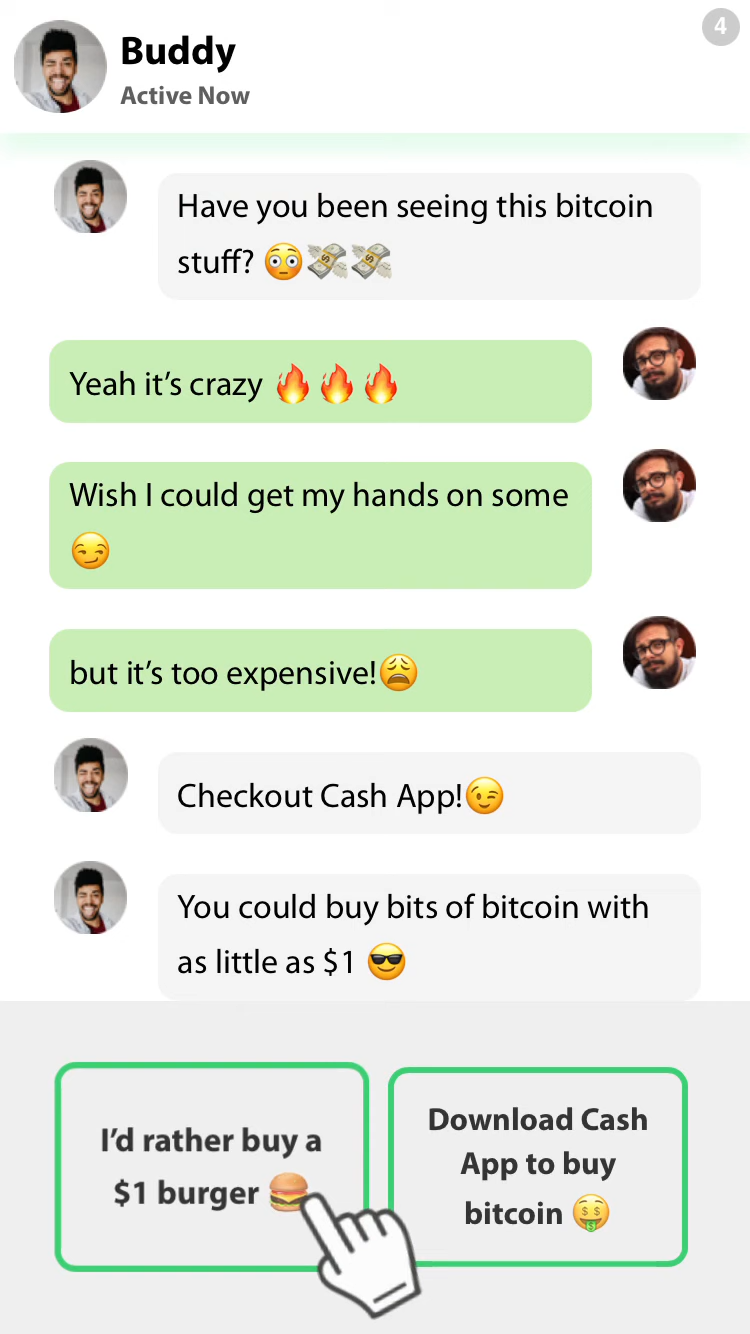 4
Buddy
Active Now
Have you been seeing this bitcoin
stuff? 😳💸💸
Yeah it’s crazy 🔥🔥🔥
Wish I could get my hands on some
😏
but it’s too expensive!😩
Checkout Cash App!😉
You could buy bits of bitcoin with
as little as $1 😎
I’d rather buy a
$1 burger 🍔
Download Cash
App to buy
bitcoin 🤑